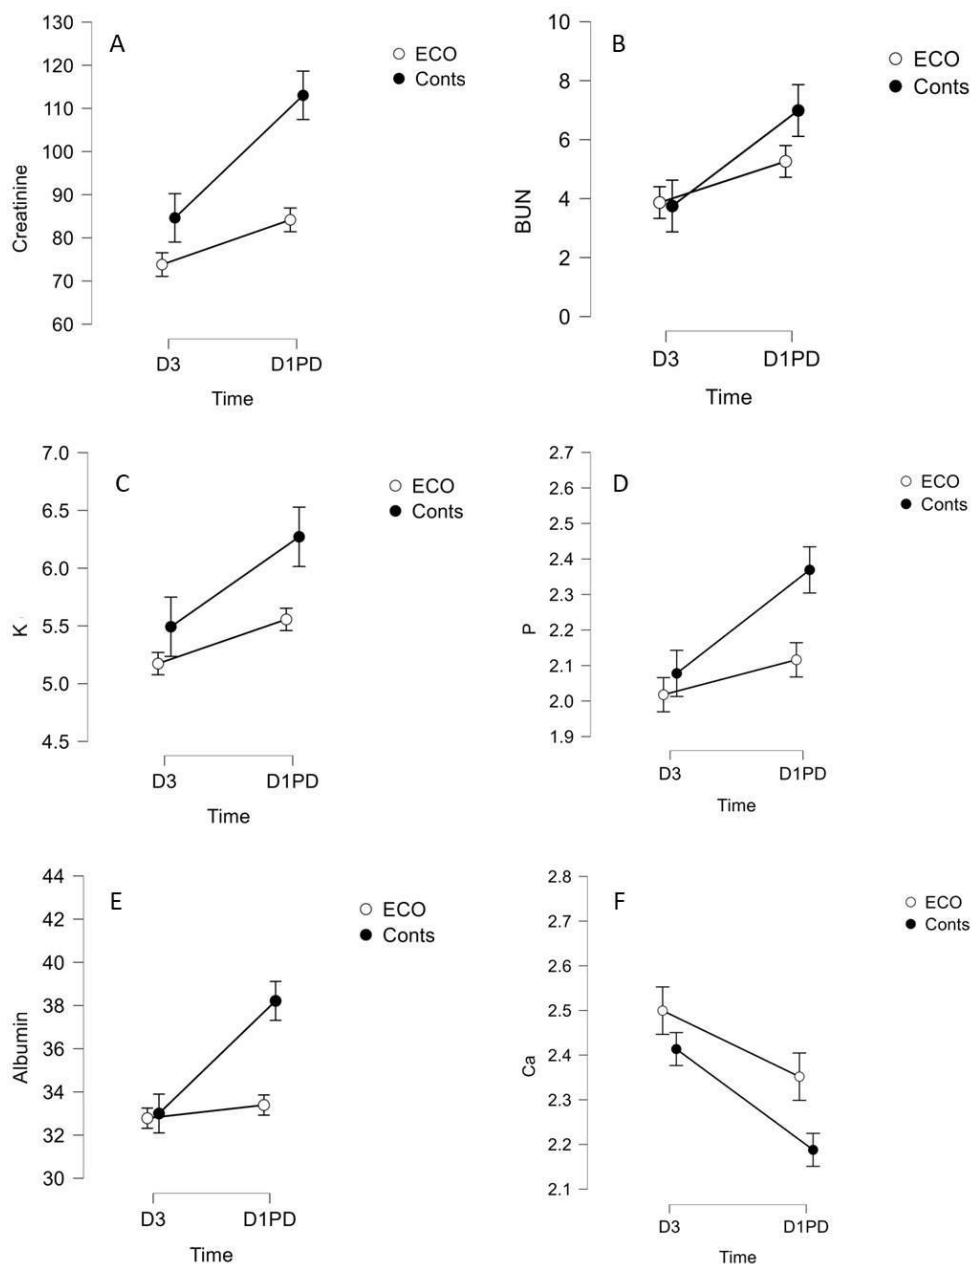 A
130
120
110
100
90
80
70
60
Creatinine
ECO
Conts
D3 D1PD
Time
B
10
8
6
4
2
0
BUN
ECO
Conts
D3 D1PD
Time
C
7.0
6.5
6.0
5.5
5.0
4.5
K
ECO
Conts
D3 D1PD
Time
D
2.7
2.6
2.5
2.4
2.3
2.2
2.1
2.0
1.9
P
ECO
Conts
D3 D1PD
Time
E
44
42
40
38
36
34
32
30
Albumin
ECO
Conts
D3 D1PD
Time
F
2.8
2.7
2.6
2.5
2.4
2.3
2.2
2.1
Ca
ECO
Conts
D3 D1PD
Time